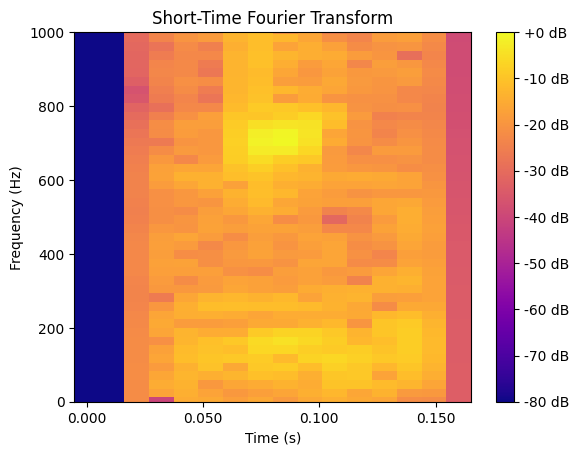 Short-Time Fourier Transform
1000
800
600
400
200
0
Frequency (Hz)
0.000
0.050
0.100
0.150
Time (s)
+0 dB
-10 dB
-20 dB
-30 dB
-40 dB
-50 dB
-60 dB
-70 dB
-80 dB